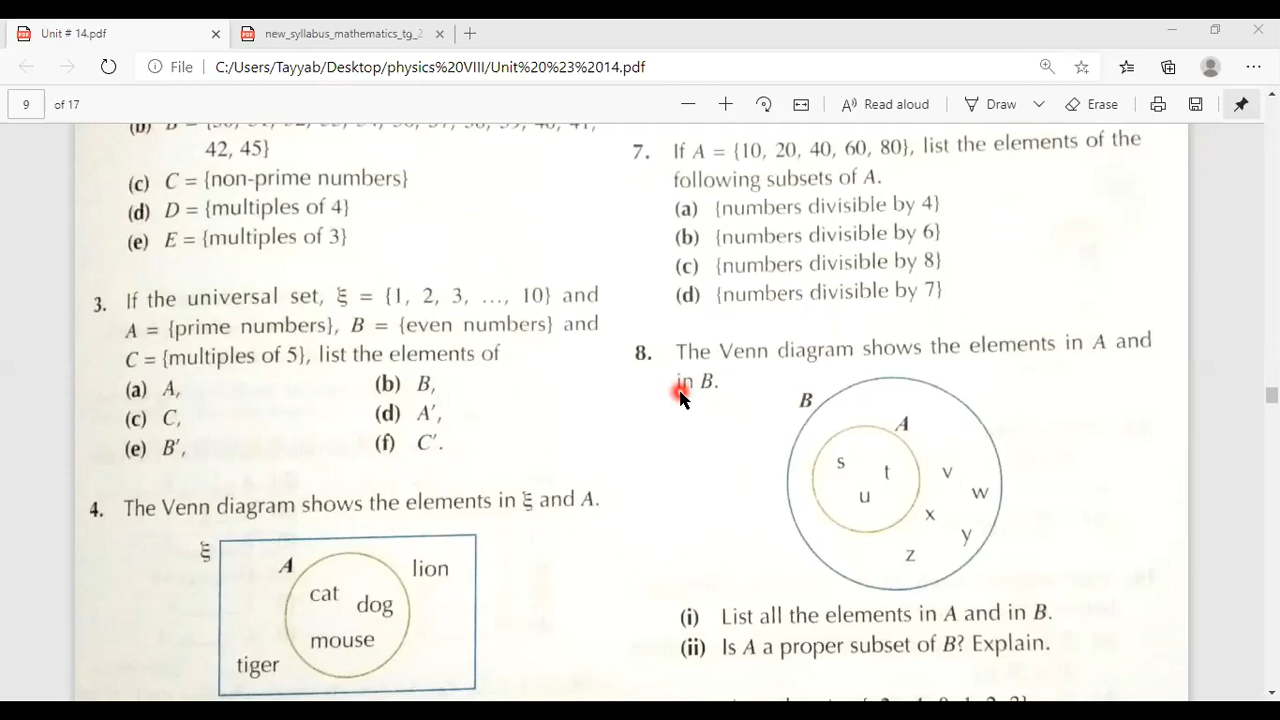 Unit # 14.pdf
new_syllabus_mathematics_tg_2
File
C:/Users/Tayyab/Desktop/physics%20VIII/Unit%20%23%2014.pdf
9 of 17
Read aloud
Draw
Erase
42, 45}
(c) C = {non-prime numbers}
(d) D = {multiples of 4}
(e) E = {multiples of 3}
3. If the universal set, ξ = {1, 2, 3, ..., 10} and
A = {prime numbers}, B = {even numbers} and
C = {multiples of 5}, list the elements of
(a) A, (b) B,
(c) C, (d) A′,
(e) B′, (f) C′.
4. The Venn diagram shows the elements in ξ and A.
ξ
A
lion
cat
dog
mouse
tiger
7. If A = {10, 20, 40, 60, 80}, list the elements of the
following subsets of A.
(a) {numbers divisible by 4}
(b) {numbers divisible by 6}
(c) {numbers divisible by 8}
(d) {numbers divisible by 7}
8. The Venn diagram shows the elements in A and
in B.
B
A
s
t
v
u
w
x
y
z
(i) List all the elements in A and in B.
(ii) Is A a proper subset of B? Explain.